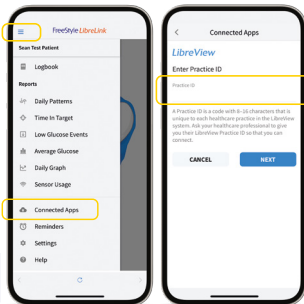 FreeStyle LibreLink
Scan Test Patient
Logbook
Reports
Daily Patterns
Time In Target
Low Glucose Events
Average Glucose
Daily Graph
Sensor Usage
Connected Apps
Reminders
Settings
Help
Connected Apps
LibreView
Enter Practice ID
Practice ID
A Practice ID is a code with 6-16 characters that is
unique to each healthcare practice in the LibreView
system. Ask your healthcare professional to give
you their LibreView Practice ID so that you can
connect.
CANCEL
NEXT